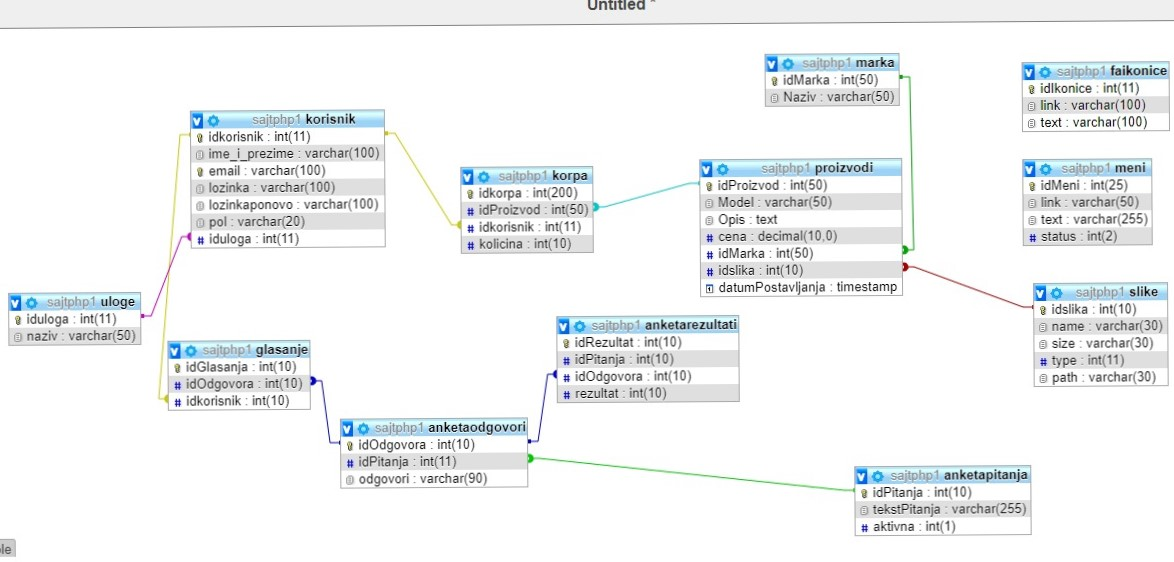 Untitled *
sajtphp1 marka
idMarka : int(50)
Naziv : varchar(50)
sajtphp1 faikonice
idIkonice : int(11)
link : varchar(100)
text : varchar(100)
sajtphp1 korisnik
idkorisnik : int(11)
ime_i_prezime : varchar(100)
email : varchar(100)
lozinka : varchar(100)
lozinkaponovo : varchar(100)
pol : varchar(20)
iduloga : int(11)
sajtphp1 korpa
idkorpa : int(200)
idProizvod : int(50)
idkorisnik : int(11)
kolicina : int(10)
sajtphp1 proizvodi
idProizvod : int(50)
Model : varchar(50)
Opis : text
cena : decimal(10,0)
idMarka : int(50)
idslika : int(10)
datumPostavljanja : timestamp
sajtphp1 meni
idMeni : int(25)
link : varchar(50)
text : varchar(255)
status : int(2)
sajtphp1 uloge
iduloga : int(11)
naziv : varchar(50)
sajtphp1 slike
idslika : int(10)
name : varchar(30)
size : varchar(30)
type : int(11)
path : varchar(30)
sajtphp1 glasanje
idGlasanja : int(10)
idOdgovora : int(10)
idkorisnik : int(10)
sajtphp1 anketarezultati
idRezultat : int(10)
idPitanja : int(10)
idOdgovora : int(10)
rezultat : int(10)
sajtphp1 anketaodgovori
idOdgovora : int(10)
idPitanja : int(11)
odgovori : varchar(90)
sajtphp1 anketapitanja
idPitanja : int(10)
tekstPitanja : varchar(255)
aktivna : int(1)